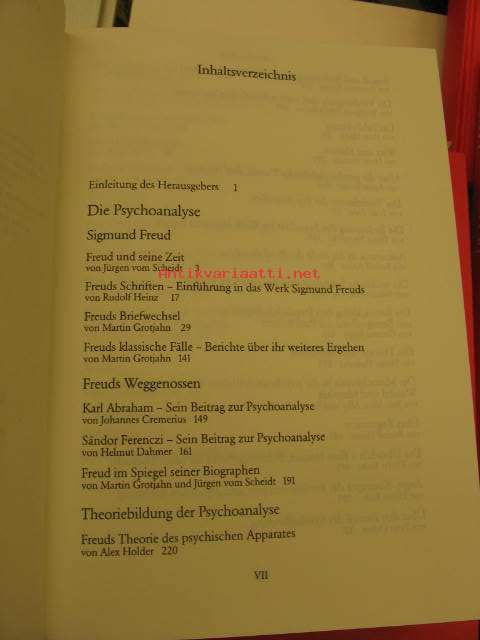 Inhaltsverzeichnis
Einleitung des Herausgebers 1
Die Psychoanalyse
Sigmund Freud
Freud und seine Zeit
von Jürgen vom Scheidt 3
Antikvariaatti.net
Freuds Schriften – Einführung in das Werk Sigmund Freuds
von Rudolf Heinz 17
Freuds Briefwechsel
von Martin Grotjahn 29
Freuds klassische Fälle – Berichte über ihr weiteres Ergehen
von Martin Grotjahn 141
Freuds Weggenossen
Karl Abraham – Sein Beitrag zur Psychoanalyse
von Johannes Cremerius 149
Sándor Ferenczi – Sein Beitrag zur Psychoanalyse
von Helmut Dahmer 161
Freud im Spiegel seiner Biographen
von Martin Grotjahn und Jürgen vom Scheidt 191
Theoriebildung der Psychoanalyse
Freuds Theorie des psychischen Apparates
von Alex Holder 220
VII